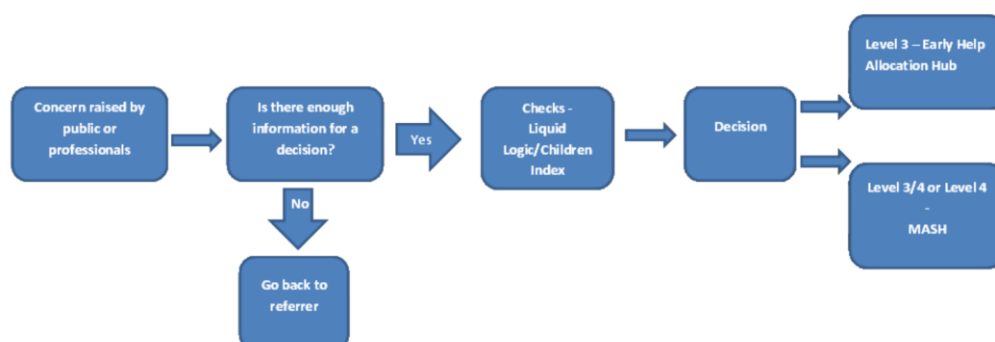 Concern raised by
public or
professionals
Is there enough
information for a
decision?
Yes
No
Go back to
referrer
Checks -
Liquid
Logic/Children
Index
Decision
Level 3 – Early Help
Allocation Hub
Level 3/4 or Level 4
-
MASH